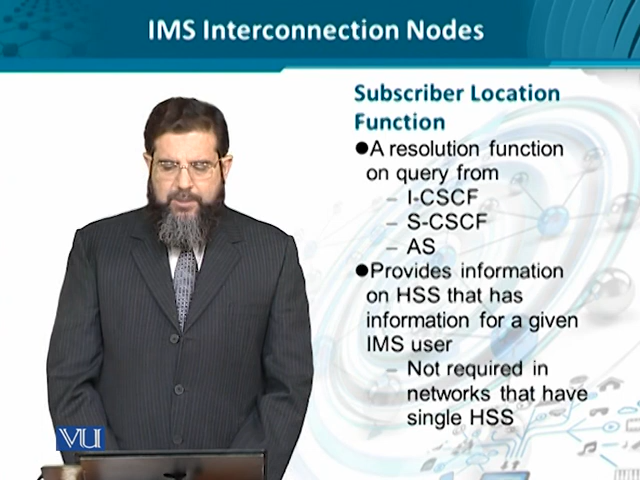 IMS Interconnection Nodes
Subscriber Location
Function
●A resolution function
on query from
– I-CSCF
– S-CSCF
– AS
●Provides information
on HSS that has
information for a given
IMS user
– Not required in
networks that have
single HSS
VU